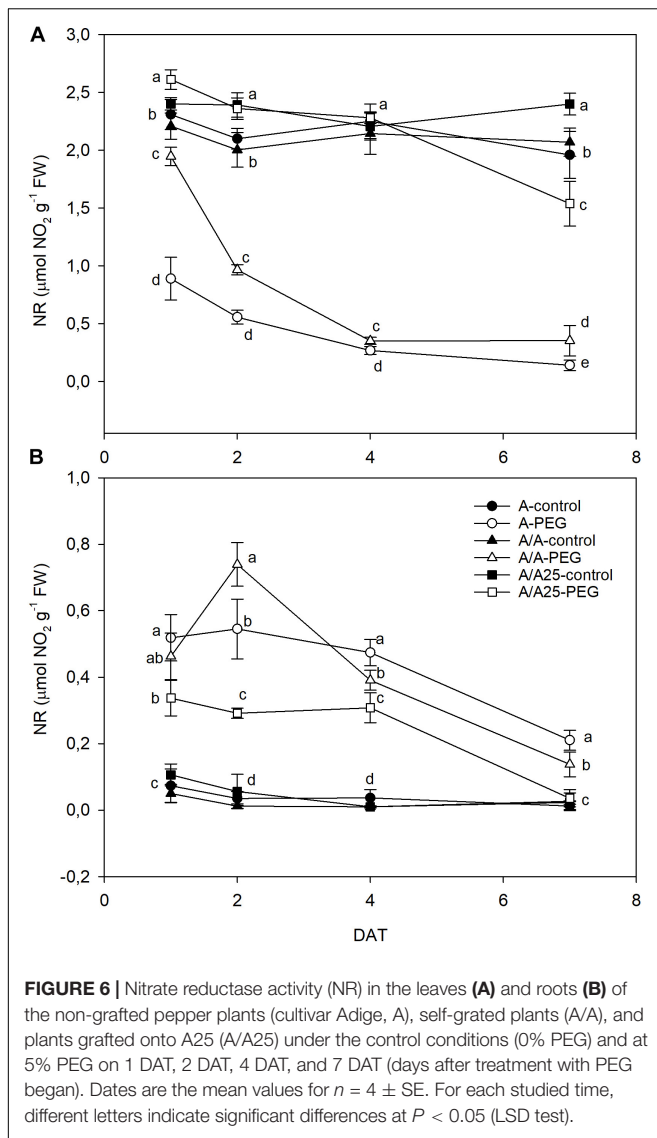 A
3,0
a
2,5
a
a
b
2,0
b
b
c
1,5
c
NR (µmol NO2 g-1 FW)
1,0
c
d
0,5
c
d
d
d
e
0,0
0 2 4 6 8
B
1,0
A-control
A-PEG
A/A-control
A/A-PEG
A/A25-control
A/A25-PEG
0,8
a
0,6
a
b
a
ab
0,4
b
b
c
c
NR (µmol NO2 g-1 FW)
0,2
a
b
c
d
d
c
0,0
-0,2
0 2 4 6 8
DAT
FIGURE 6 | Nitrate reductase activity (NR) in the leaves (A) and roots (B) of
the non-grafted pepper plants (cultivar Adige, A), self-grated plants (A/A), and
plants grafted onto A25 (A/A25) under the control conditions (0% PEG) and at
5% PEG on 1 DAT, 2 DAT, 4 DAT, and 7 DAT (days after treatment with PEG
began). Dates are the mean values for n = 4 ± SE. For each studied time,
different letters indicate significant differences at P < 0.05 (LSD test).